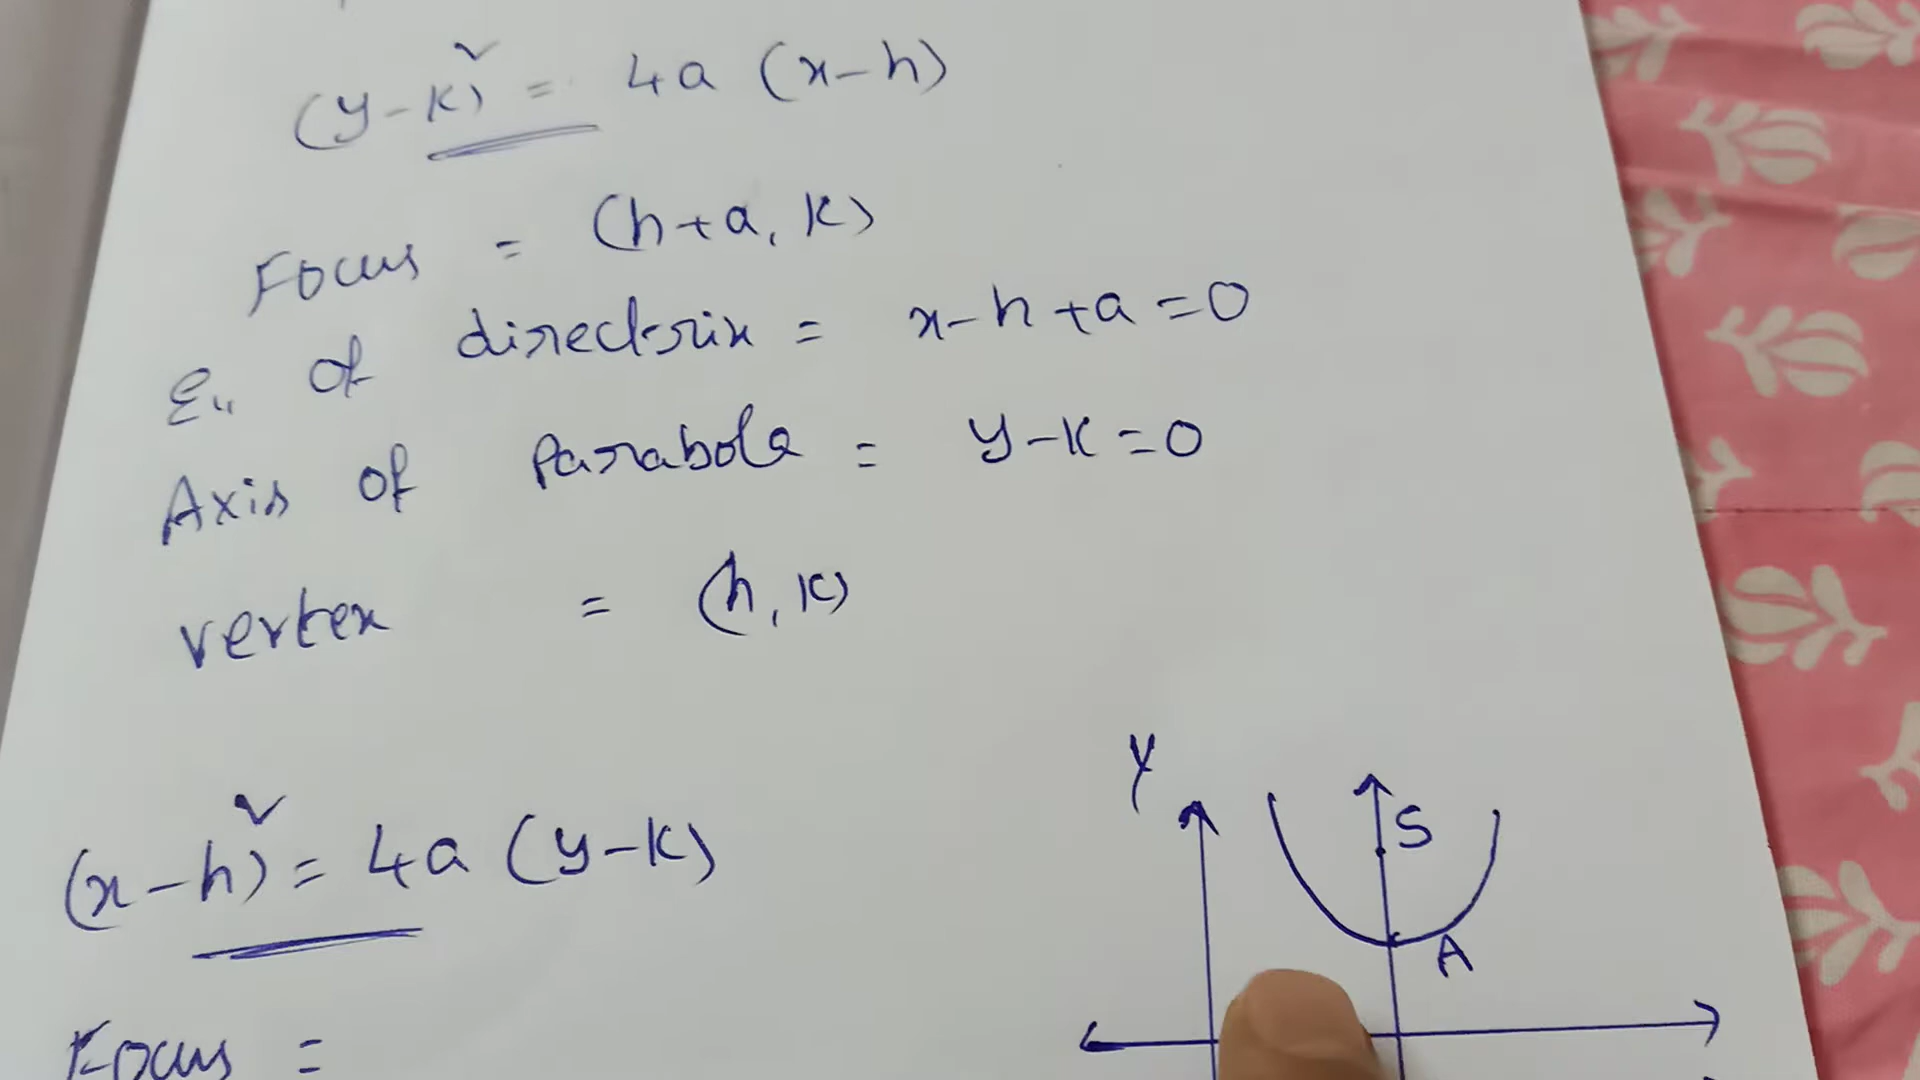 (y-k)² = 4a (x-h)
Focus = (h+a, k)
Eq. of directrix = x-h+a=0
Axis of Parabola = y-k=0
vertex = (h, k)
(x-h)² = 4a (y-k)
Focus =
Y
S
A